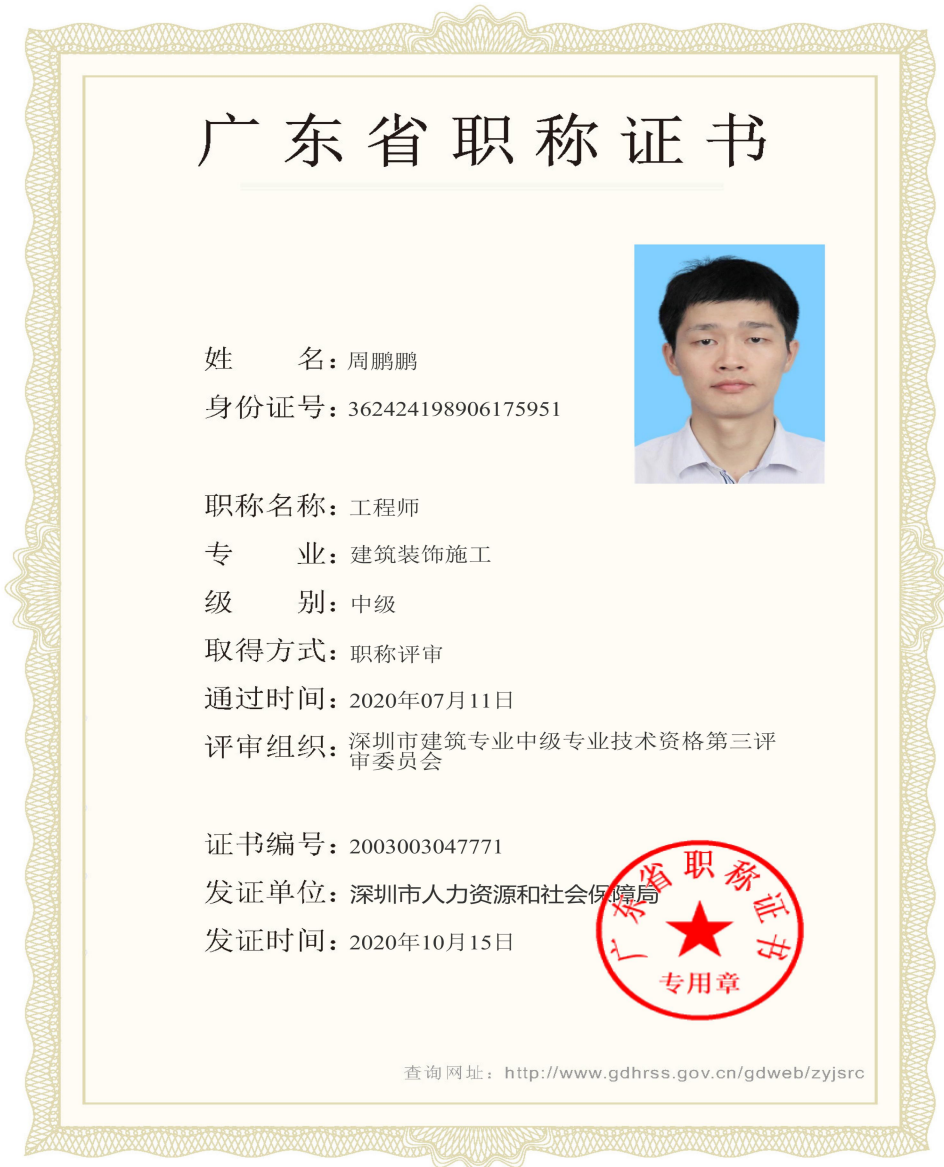 广东省职称证书
姓名：周鹏鹏
身份证号：362424198906175951
职称名称：工程师
专业：建筑装饰施工
级别：中级
取得方式：职称评审
通过时间：2020年07月11日
评审组织：深圳市建筑专业中级专业技术资格第三评
审委员会
证书编号：2003003047771
发证单位：深圳市人力资源和社会保障局
发证时间：2020年10月15日
广东省职称证书
专用章
查询网址：http://www.gdhrss.gov.cn/gdweb/zyjsrc